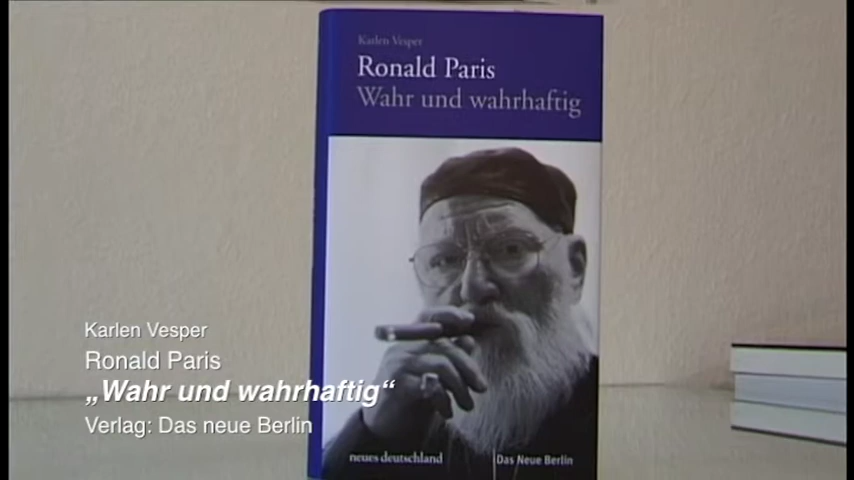 Karlen Vesper
Ronald Paris
Wahr und wahrhaftig
neues deutschland
Das Neue Berlin
Karlen Vesper
Ronald Paris
„Wahr und wahrhaftig“
Verlag: Das neue Berlin